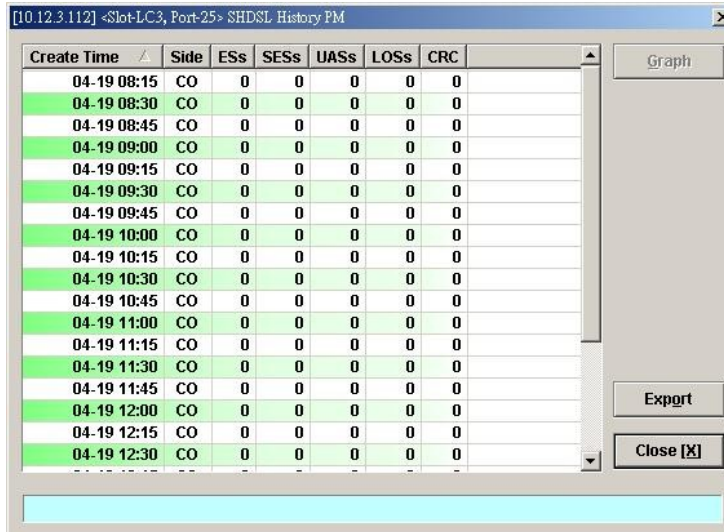 [10.12.3.112] <Slot-LC3, Port-25> SHDSL History PM
Create Time Side ESs SESs UASs LOSs CRC
Graph
04-19 08:15 CO 0 0 0 0 0
04-19 08:30 CO 0 0 0 0 0
04-19 08:45 CO 0 0 0 0 0
04-19 09:00 CO 0 0 0 0 0
04-19 09:15 CO 0 0 0 0 0
04-19 09:30 CO 0 0 0 0 0
04-19 09:45 CO 0 0 0 0 0
04-19 10:00 CO 0 0 0 0 0
04-19 10:15 CO 0 0 0 0 0
04-19 10:30 CO 0 0 0 0 0
04-19 10:45 CO 0 0 0 0 0
04-19 11:00 CO 0 0 0 0 0
04-19 11:15 CO 0 0 0 0 0
04-19 11:30 CO 0 0 0 0 0
04-19 11:45 CO 0 0 0 0 0
04-19 12:00 CO 0 0 0 0 0
04-19 12:15 CO 0 0 0 0 0
04-19 12:30 CO 0 0 0 0 0
Export
Close [X]